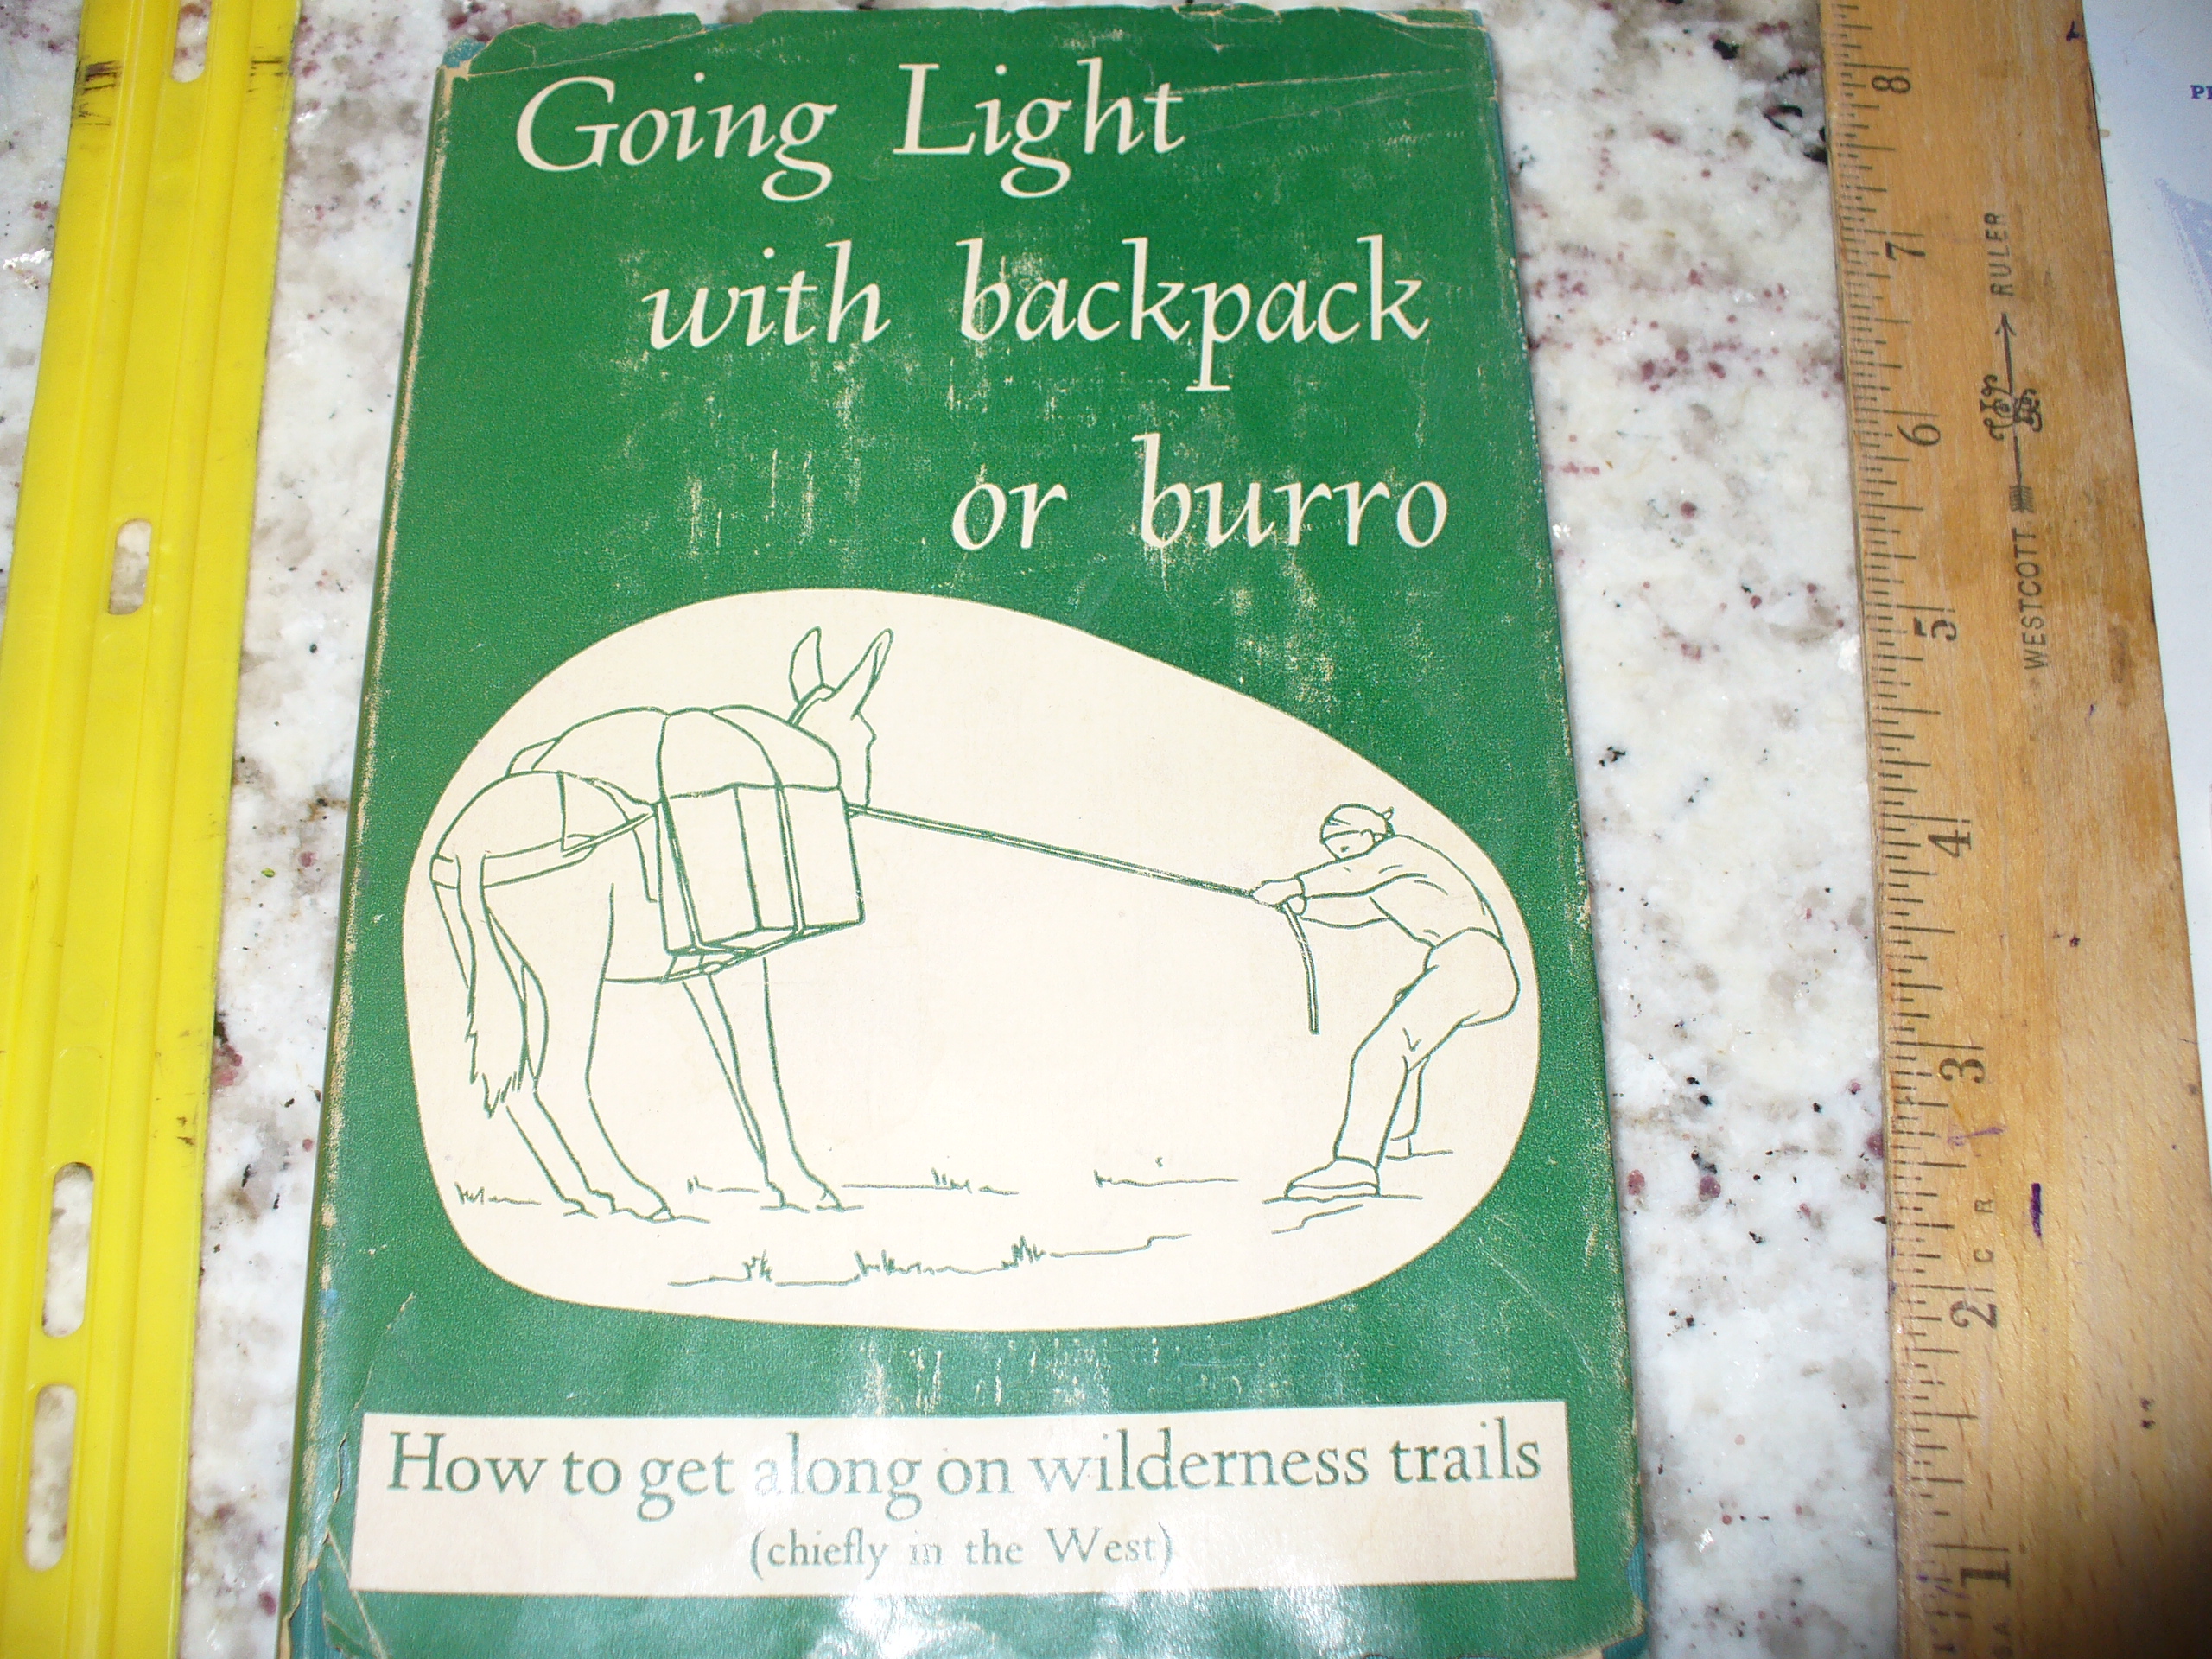 Going Light
with backpack
or burro
How to get along on wilderness trails
(chiefly in the West)
8
7
6
5
4
3
2
1
WESTCOTT
RULER